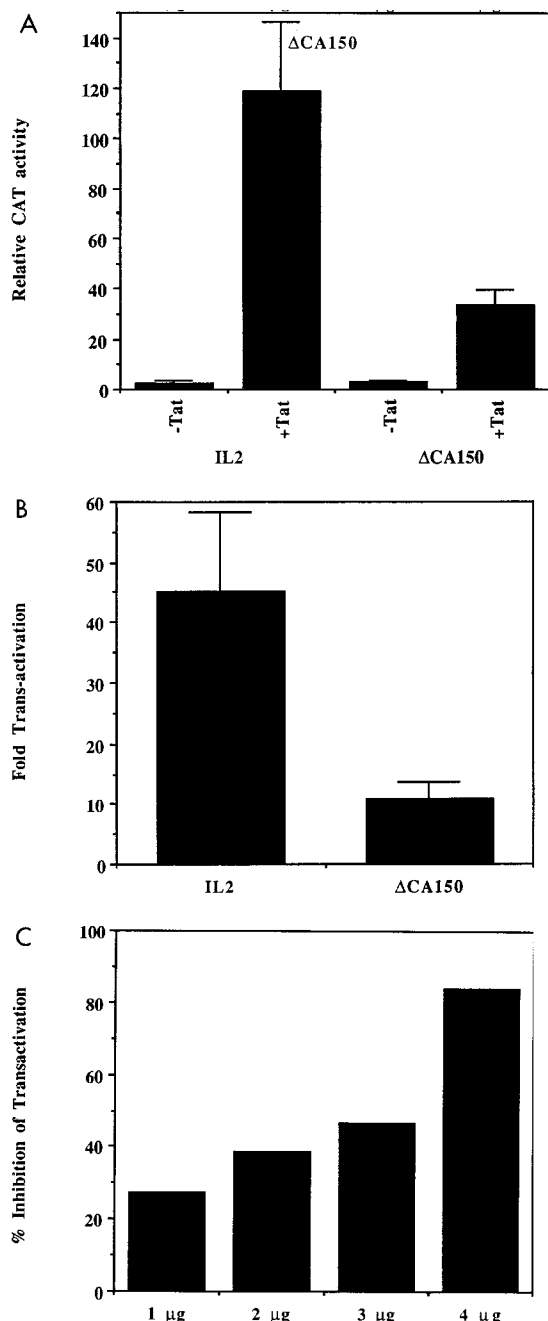 A
ΔCA150
140
120
100
80
60
40
20
0
Relative CAT activity
-Tat
+Tat
-Tat
+Tat
IL2
ΔCA150
B
60
50
40
30
20
10
0
Fold Trans-activation
IL2
ΔCA150
C
100
80
60
40
20
0
% Inhibition of Transactivation
1 μg
2 μg
3 μg
4 μg